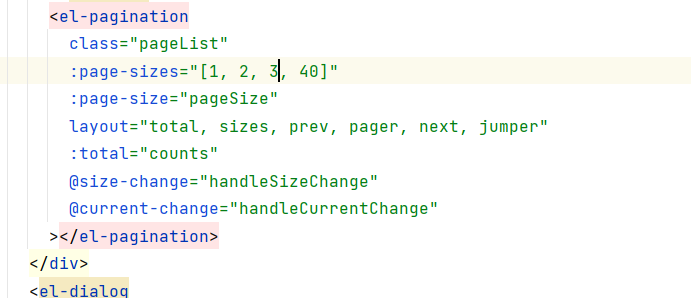 <el-pagination
class="pageList"
:page-sizes="[1, 2, 3, 40]"
:page-size="pageSize"
layout="total, sizes, prev, pager, next, jumper"
:total="counts"
@size-change="handleSizeChange"
@current-change="handleCurrentChange"
></el-pagination>
</div>
<el-dialog